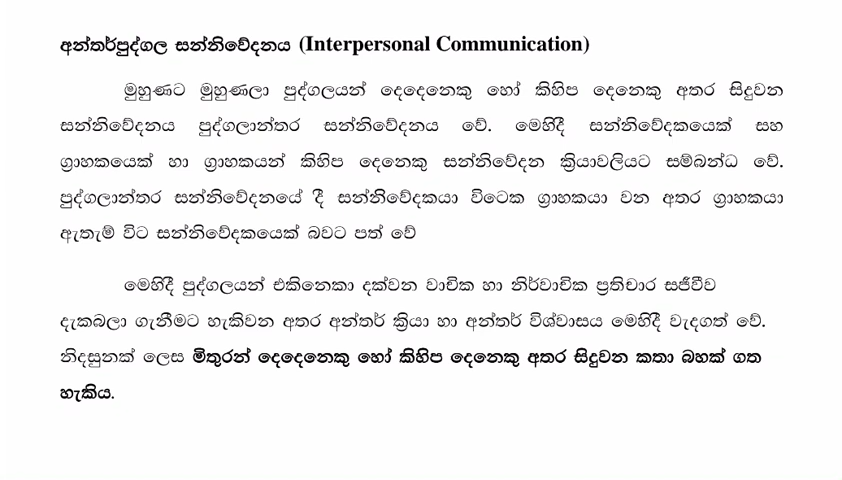 අන්තර්පුද්ගල සන්නිවේදනය (Interpersonal Communication)
මුහුණට මුහුණලා පුද්ගලයන් දෙදෙනෙකු හෝ කිහිප දෙනෙකු අතර සිදුවන
සන්නිවේදනය පුද්ගලාන්තර සන්නිවේදනය වේ. මෙහිදී සන්නිවේදකයෙක් සහ
ග්‍රාහකයෙක් හා ග්‍රාහකයන් කිහිප දෙනෙකු සන්නිවේදන ක්‍රියාවලියට සම්බන්ධ වේ.
පුද්ගලාන්තර සන්නිවේදනයේ දී සන්නිවේදකයා විටෙක ග්‍රාහකයා වන අතර ග්‍රාහකයා
ඇතැම් විට සන්නිවේදකයෙක් බවට පත් වේ
මෙහිදී පුද්ගලයන් එකිනෙකා දක්වන වාචික හා නිර්වාචික ප්‍රතිචාර සජීවීව
දැකබලා ගැනීමට හැකිවන අතර අන්තර් ක්‍රියා හා අන්තර් විශ්වාසය මෙහිදී වැදගත් වේ.
නිදසුනක් ලෙස මිතුරන් දෙදෙනෙකු හෝ කිහිප දෙනෙකු අතර සිදුවන කතා බහක් ගත
හැකිය.